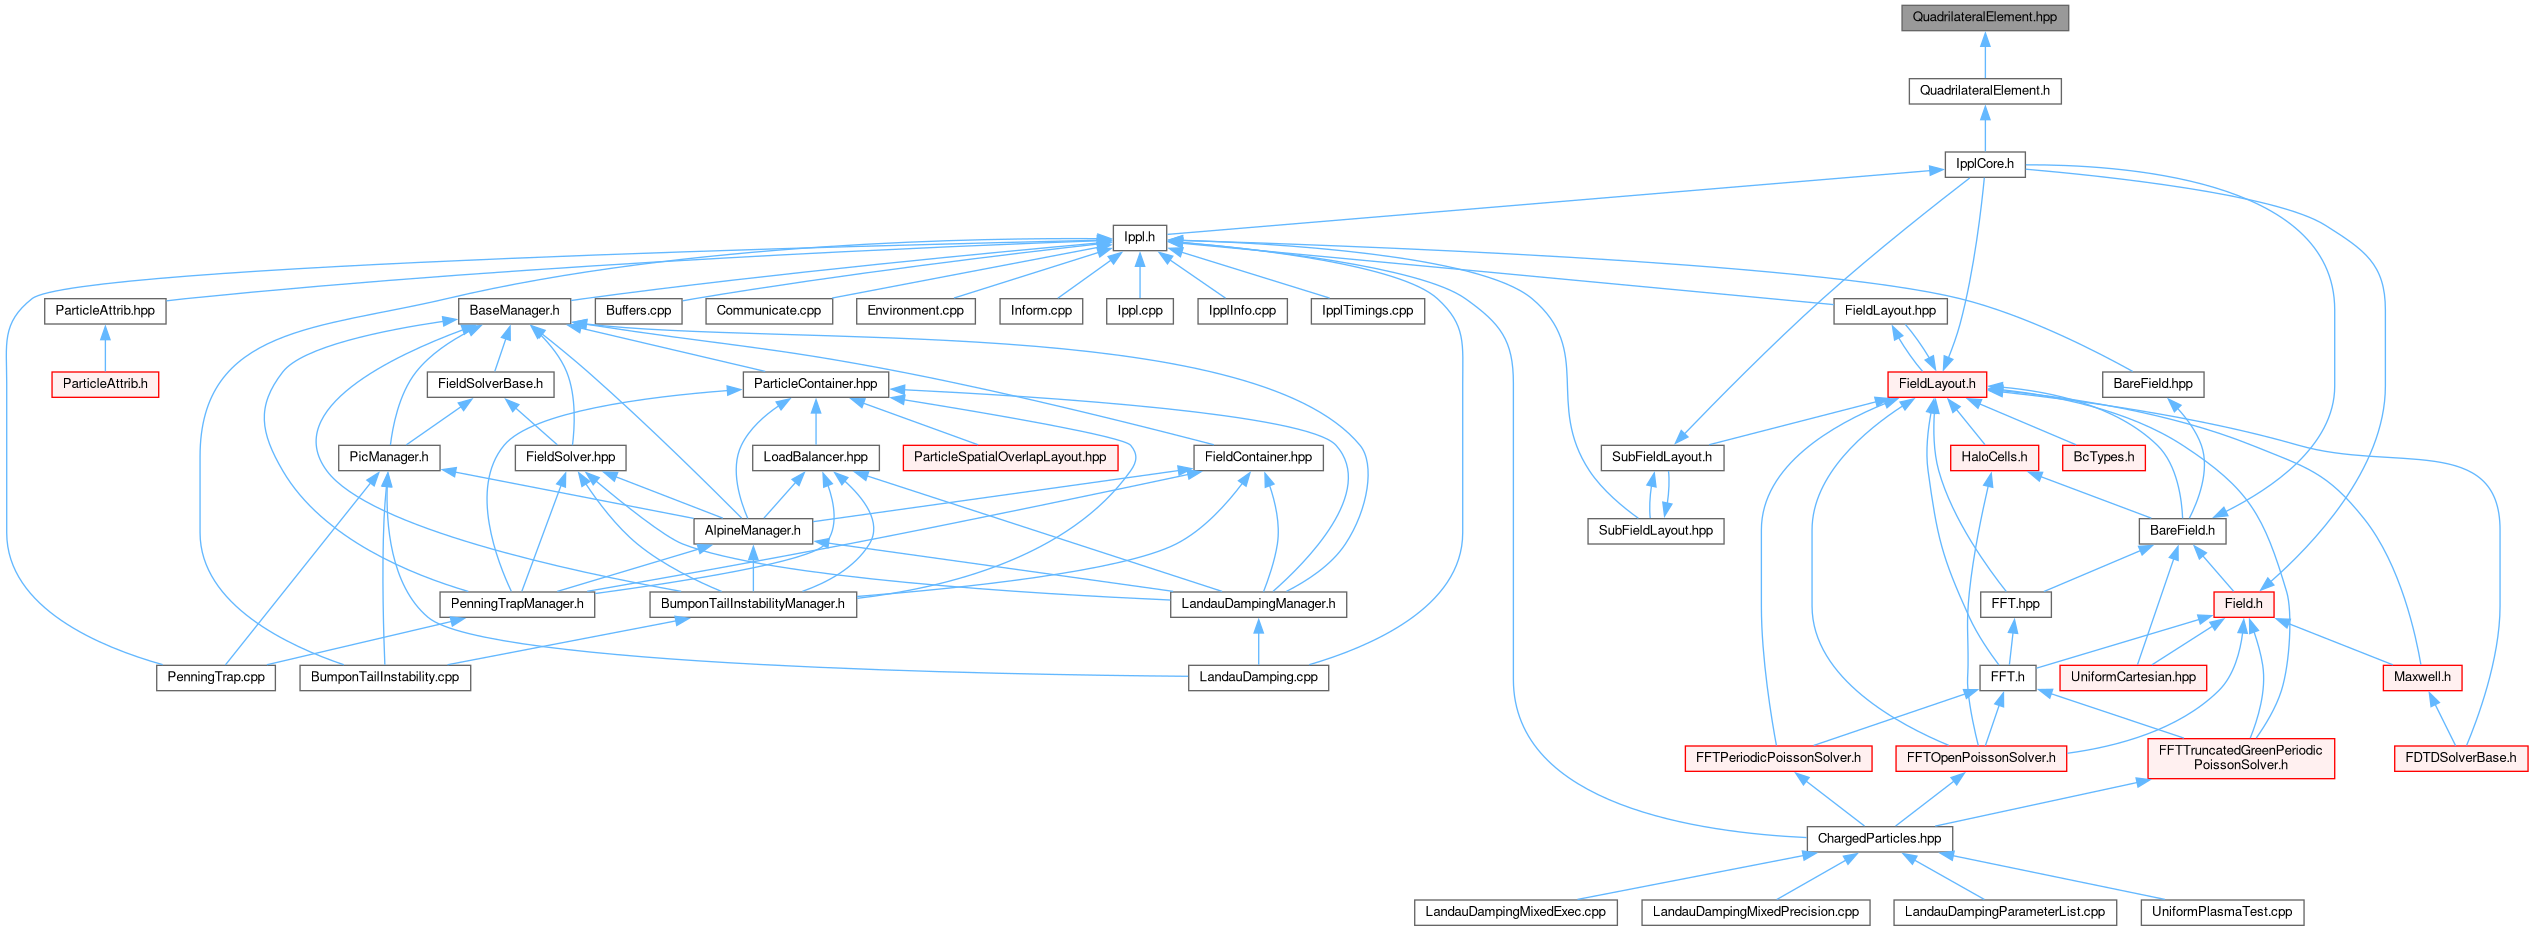 QuadrilateralElement.hpp
QuadrilateralElement.h
IpplCore.h
Ippl.h
ParticleAttrib.hpp
BaseManager.h
Buffers.cpp
Communicate.cpp
Environment.cpp
Inform.cpp
Ippl.cpp
IpplInfo.cpp
IpplTimings.cpp
FieldLayout.hpp
ParticleAttrib.h
FieldSolverBase.h
ParticleContainer.hpp
FieldLayout.h
BareField.hpp
PicManager.h
FieldSolver.hpp
LoadBalancer.hpp
ParticleSpatialOverlapLayout.hpp
FieldContainer.hpp
SubFieldLayout.h
HaloCells.h
BcTypes.h
AlpineManager.h
SubFieldLayout.hpp
BareField.h
PenningTrapManager.h
BumponTailInstabilityManager.h
LandauDampingManager.h
FFT.hpp
Field.h
PenningTrap.cpp
BumponTailInstability.cpp
LandauDamping.cpp
FFT.h
UniformCartesian.hpp
Maxwell.h
FFTPeriodicPoissonSolver.h
FFTOpenPoissonSolver.h
FFTTruncatedGreenPeriodic
PoissonSolver.h
FDTDSolverBase.h
ChargedParticles.hpp
LandauDampingMixedExec.cpp
LandauDampingMixedPrecision.cpp
LandauDampingParameterList.cpp
UniformPlasmaTest.cpp